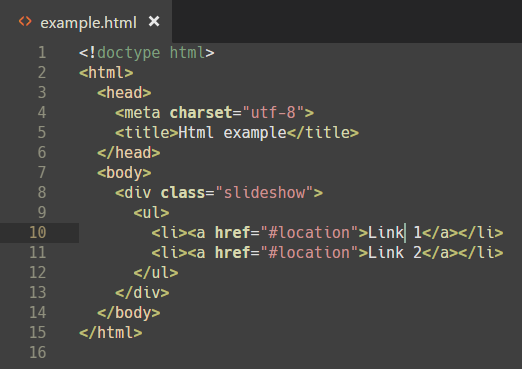 <> example.html ×
1 <!doctype html>
2 <html>
3   <head>
4     <meta charset="utf-8">
5     <title>Html example</title>
6   </head>
7   <body>
8     <div class="slideshow">
9       <ul>
10         <li><a href="#location">Link 1</a></li>
11         <li><a href="#location">Link 2</a></li>
12       </ul>
13     </div>
14   </body>
15 </html>
16